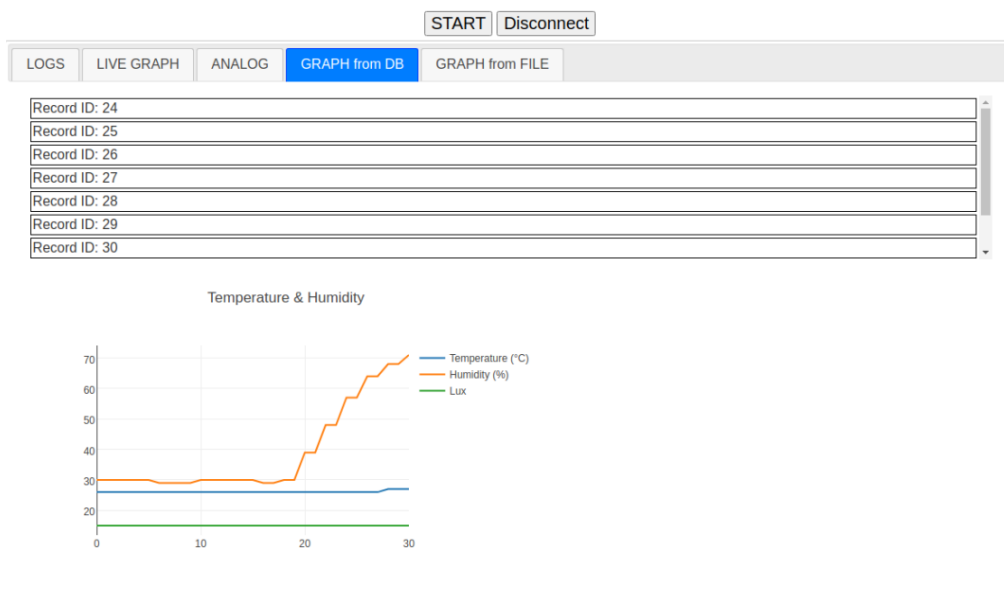 START Disconnect
LOGS LIVE GRAPH ANALOG GRAPH from DB GRAPH from FILE
Record ID: 24
Record ID: 25
Record ID: 26
Record ID: 27
Record ID: 28
Record ID: 29
Record ID: 30
Temperature & Humidity
70
60
50
40
30
20
0 10 20 30
Temperature (°C)
Humidity (%)
Lux